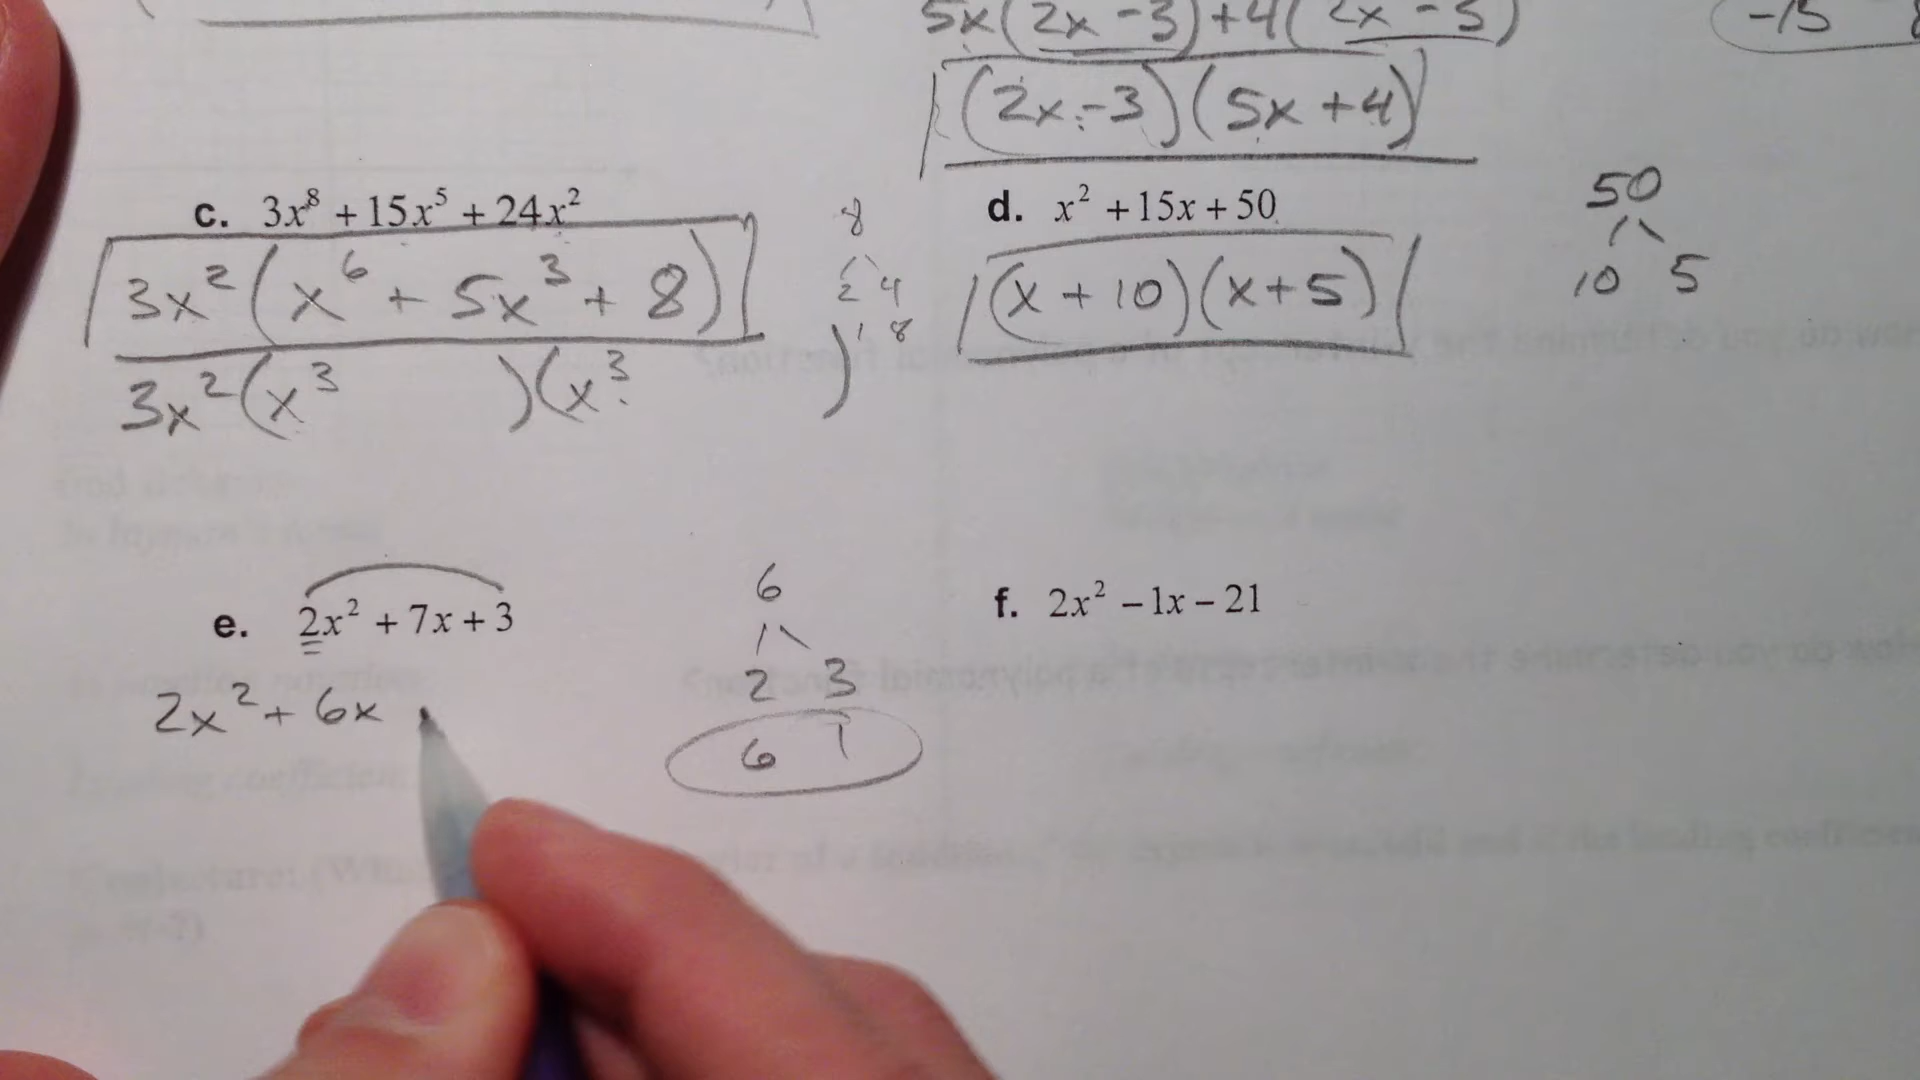 5x(2x - 3) + 4(2x - 3)
-15
(2x - 3)(5x + 4)
c. 3x⁸ + 15x⁵ + 24x²
3x²(x⁶ + 5x³ + 8)
3x²(x³ )(x³ )
8
2 4
1 8
d. x² + 15x + 50
(x + 10)(x + 5)
50
10 5
e. 2x² + 7x + 3
2x² + 6x
6
2 3
6 1
f. 2x² - 1x - 21